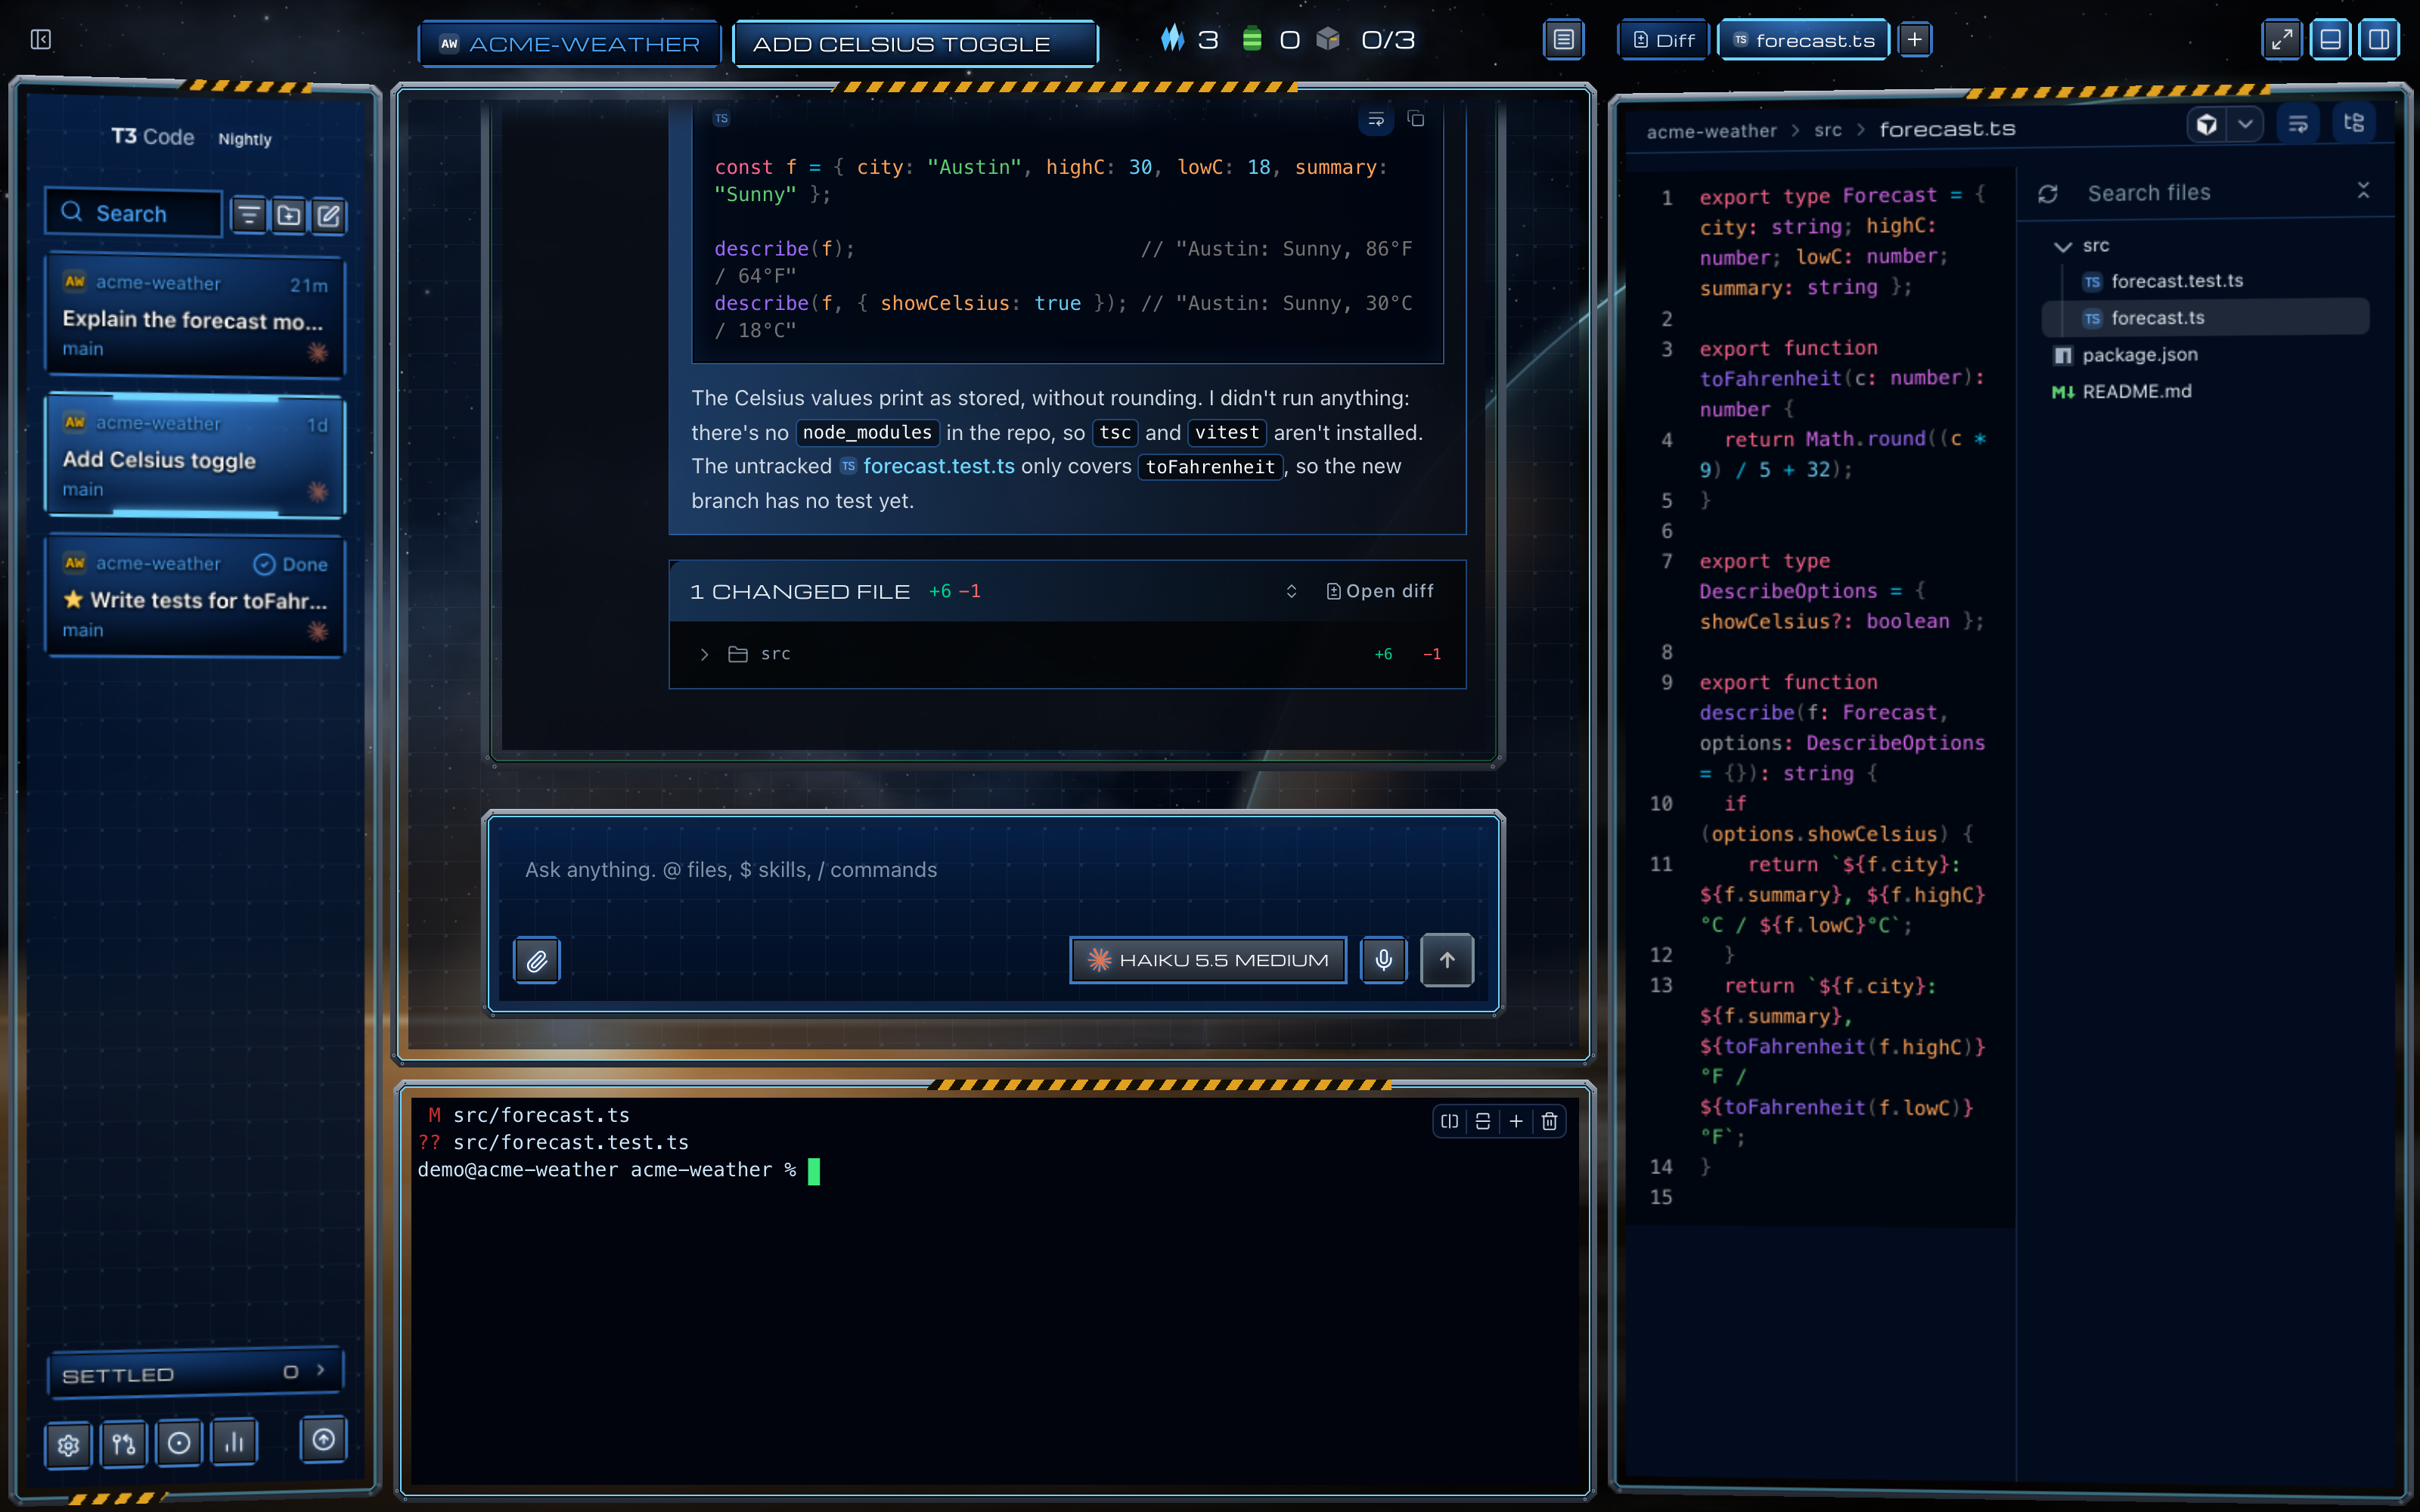 AW ACME-WEATHER
ADD CELSIUS TOGGLE
3 0 0/3
Diff
TS forecast.ts
T3 Code Nightly
Search
AW acme-weather 21m
Explain the forecast mo...
main
AW acme-weather 1d
Add Celsius toggle
main
AW acme-weather Done
⭐ Write tests for toFahr...
main
SETTLED 0
TS
const f = { city: "Austin", highC: 30, lowC: 18, summary:
"Sunny" };
describe(f); // "Austin: Sunny, 86°F
/ 64°F"
describe(f, { showCelsius: true }); // "Austin: Sunny, 30°C
/ 18°C"
The Celsius values print as stored, without rounding. I didn't run anything:
there's no node_modules in the repo, so tsc and vitest aren't installed.
The untracked TS forecast.test.ts only covers toFahrenheit, so the new
branch has no test yet.
1 CHANGED FILE +6 −1 Open diff
src +6 −1
Ask anything. @ files, $ skills, / commands
HAIKU 5.5 MEDIUM
M src/forecast.ts
?? src/forecast.test.ts
demo@acme-weather acme-weather %
acme-weather > src > forecast.ts
1 export type Forecast = {
city: string; highC:
number; lowC: number;
summary: string };
2
3 export function
toFahrenheit(c: number):
number {
4 return Math.round((c *
9) / 5 + 32);
5 }
6
7 export type
DescribeOptions = {
showCelsius?: boolean };
8
9 export function
describe(f: Forecast,
options: DescribeOptions
= {}): string {
10 if
(options.showCelsius) {
11 return `${f.city}:
${f.summary}, ${f.highC}
°C / ${f.lowC}°C`;
12 }
13 return `${f.city}:
${f.summary},
${toFahrenheit(f.highC)}
°F /
${toFahrenheit(f.lowC)}
°F`;
14 }
15
Search files
src
TS forecast.test.ts
TS forecast.ts
package.json
M↓ README.md